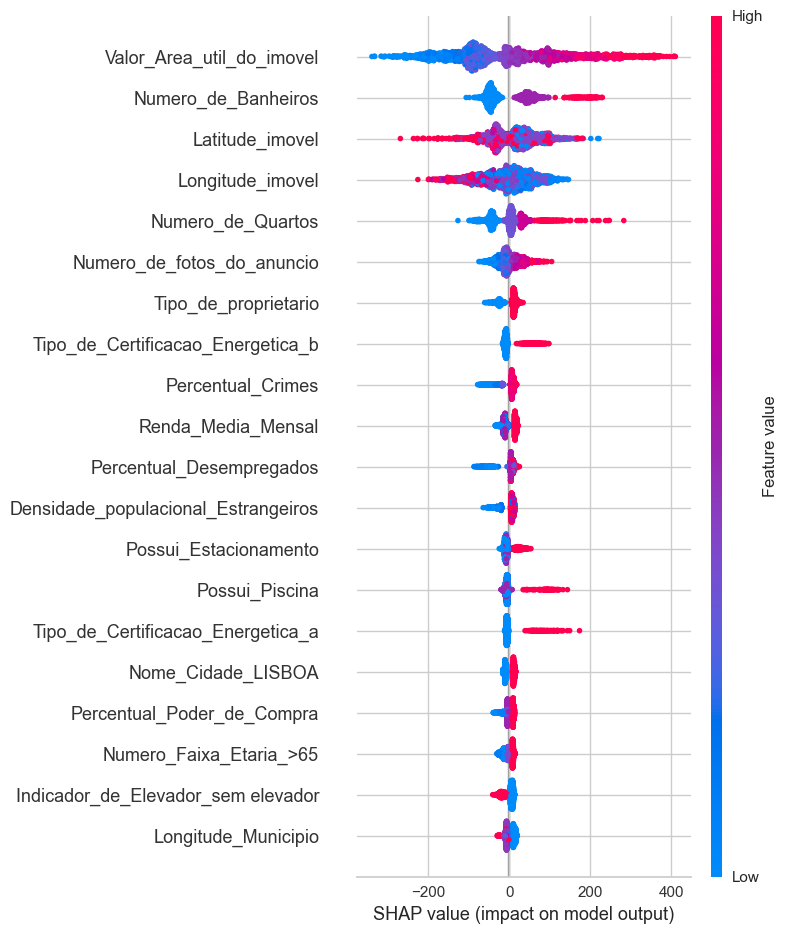 High
Valor_Area_util_do_imovel
Numero_de_Banheiros
Latitude_imovel
Longitude_imovel
Numero_de_Quartos
Numero_de_fotos_do_anuncio
Tipo_de_proprietario
Tipo_de_Certificacao_Energetica_b
Percentual_Crimes
Renda_Media_Mensal
Percentual_Desempregados
Densidade_populacional_Estrangeiros
Possui_Estacionamento
Possui_Piscina
Tipo_de_Certificacao_Energetica_a
Nome_Cidade_LISBOA
Percentual_Poder_de_Compra
Numero_Faixa_Etaria_>65
Indicador_de_Elevador_sem elevador
Longitude_Municipio
Feature value
Low
−200 0 200 400
SHAP value (impact on model output)